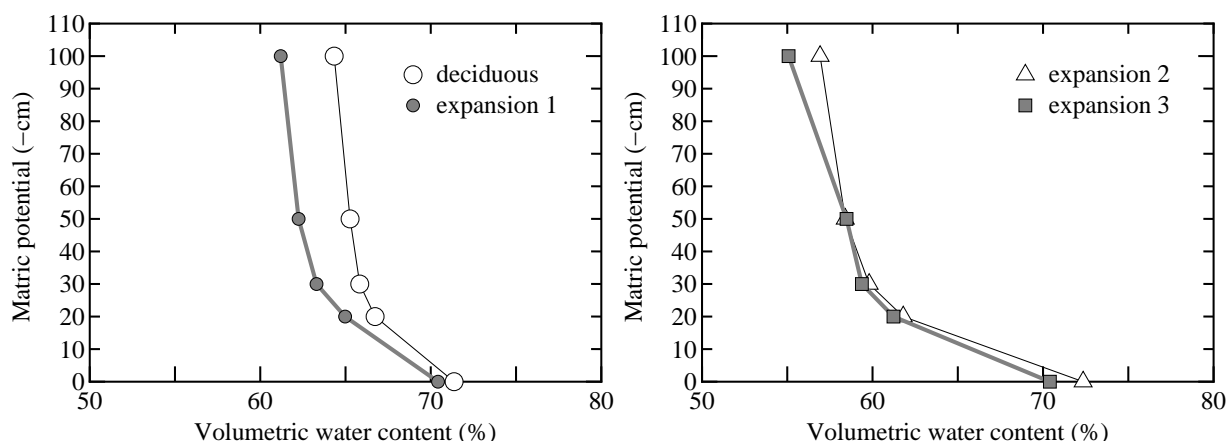 110
100
90
80
70
60
50
40
30
20
10
0
Matric potential (−cm)
deciduous
expansion 1
50 60 70 80
Volumetric water content (%)
110
100
90
80
70
60
50
40
30
20
10
0
Matric potential (−cm)
expansion 2
expansion 3
50 60 70 80
Volumetric water content (%)